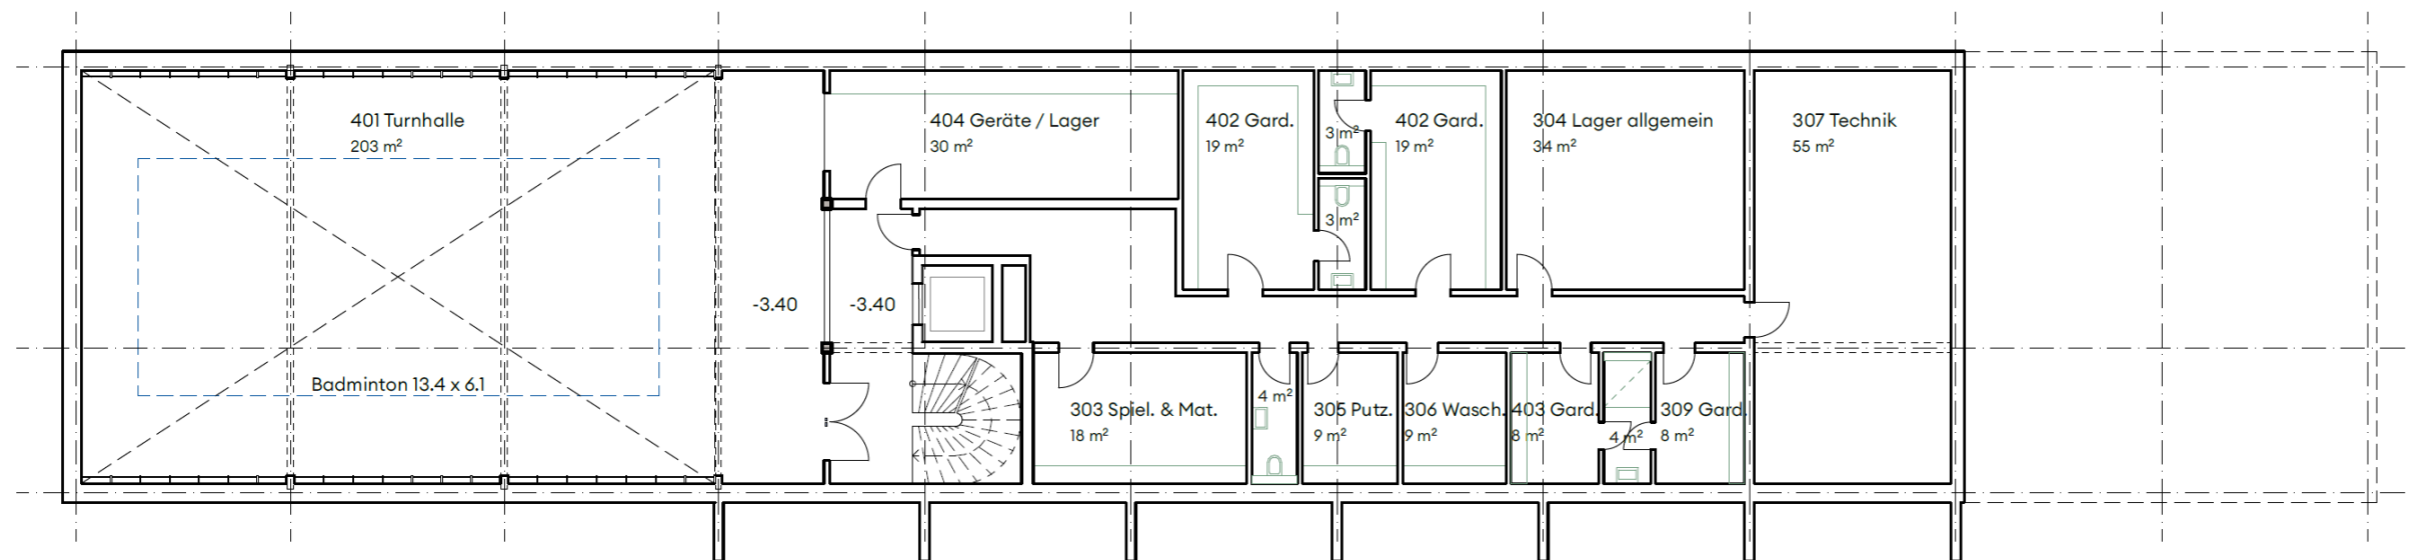 401 Turnhalle
203 m²
404 Geräte / Lager
30 m²
402 Gard.
19 m²
3 m²
402 Gard.
19 m²
304 Lager allgemein
34 m²
307 Technik
55 m²
3 m²
-3.40
-3.40
Badminton 13.4 x 6.1
303 Spiel. & Mat.
18 m²
4 m²
305 Putz.
9 m²
306 Wasch.
9 m²
403 Gard.
8 m²
4 m²
309 Gard.
8 m²